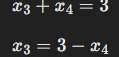 x₃ + x₄ = 3
x₃ = 3 − x₄